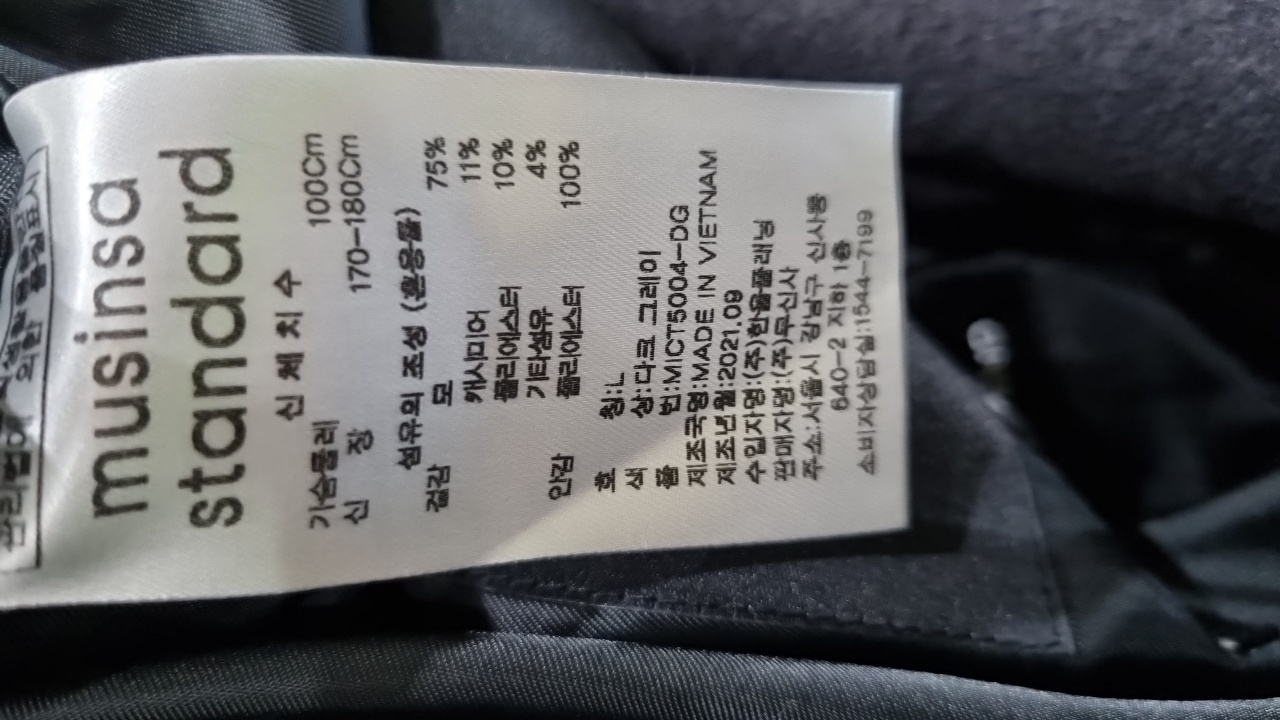 musinsa
standard
신 체 치 수
가슴둘레 100Cm
신 장 170-180Cm
섬유의 조성 (혼용율)
겉감 모 75%
캐시미어 11%
폴리에스터 10%
기타섬유 4%
안감 폴리에스터 100%
호 칭:L
색 상:다크 그레이
품 번:MICT5004-DG
제조국명:MADE IN VIETNAM
제조년월:2021.09
수입자명:(주)한울플래닝
판매자명:(주)무신사
주소:서울시 강남구 신사동
640-2 지하 1층
소비자상담실:1544-7199